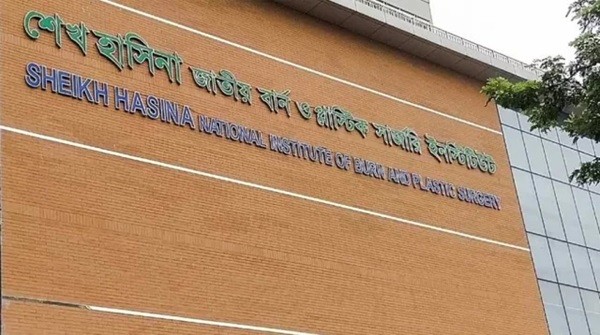 শেখ হাসিনা জাতীয় বার্ন ও প্লাস্টিক সার্জারি ইনস্টিটিউট
SHEIKH HASINA NATIONAL INSTITUTE OF BURN AND PLASTIC SURGERY